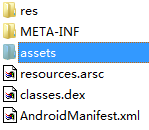 res
META-INF
assets
resources.arsc
classes.dex
AndroidManifest.xml